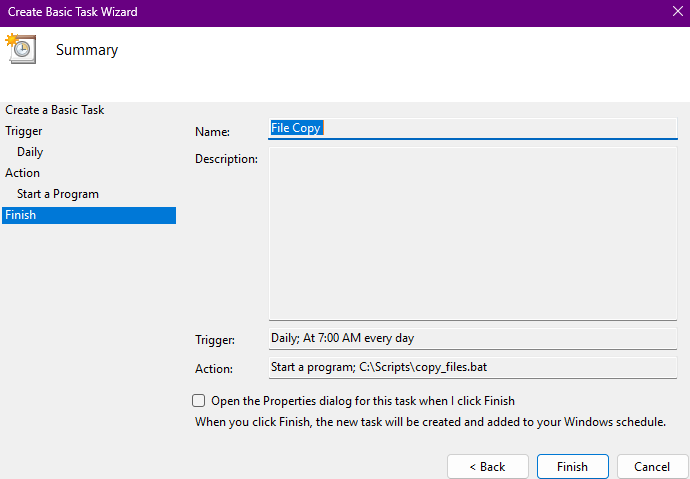 Create Basic Task Wizard
Summary
Create a Basic Task
Trigger
Daily
Action
Start a Program
Finish
Name: File Copy
Description:
Trigger: Daily; At 7:00 AM every day
Action: Start a program; C:\Scripts\copy_files.bat
Open the Properties dialog for this task when I click Finish
When you click Finish, the new task will be created and added to your Windows schedule.
< Back Finish Cancel